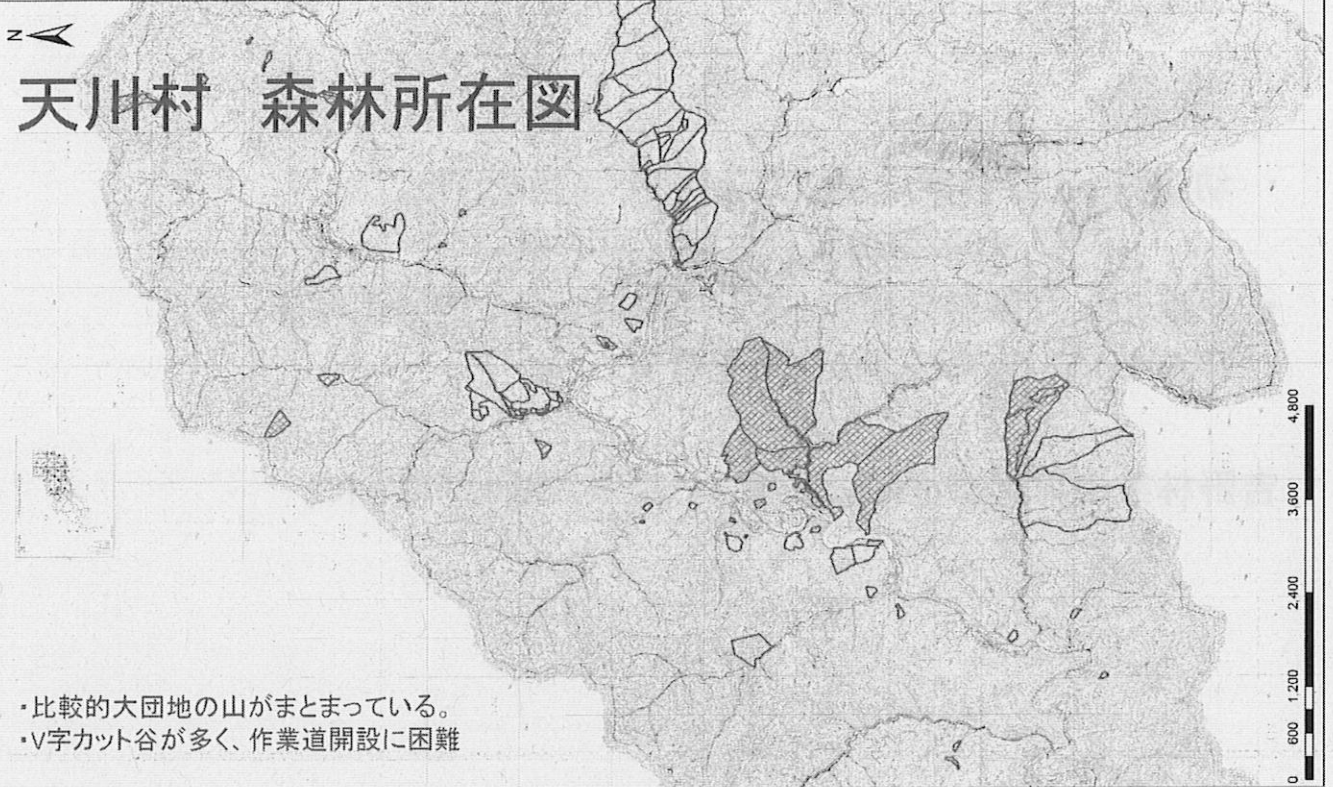 N
天川村 森林所在図
・比較的大団地の山がまとまっている。
・V字カット谷が多く、作業道開設に困難
0 600 1,200 2,400 3,600 4,800